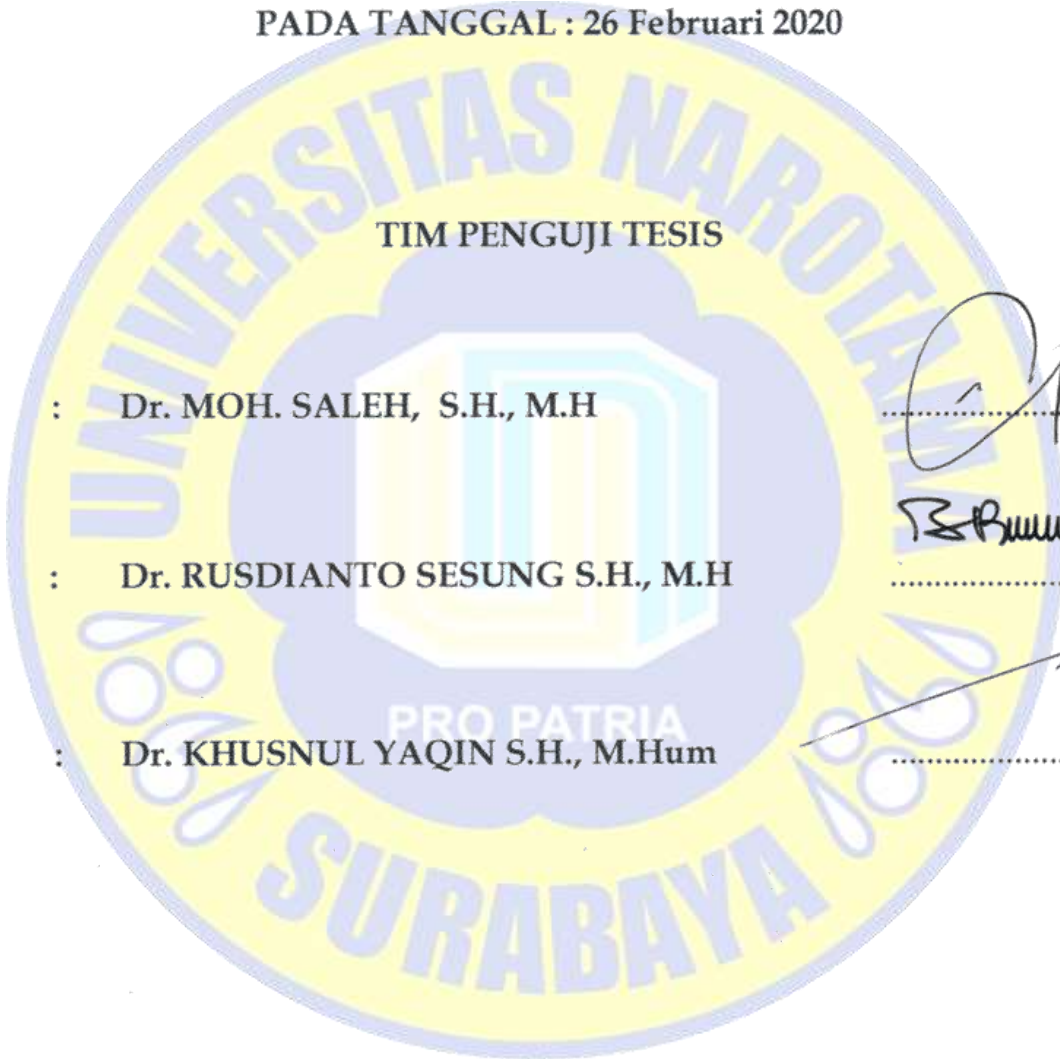 PADA TANGGAL : 26 Februari 2020
UNIVERSITAS NAROTAMA
TIM PENGUJI TESIS
: Dr. MOH. SALEH, S.H., M.H ....................
: Dr. RUSDIANTO SESUNG S.H., M.H ....................
PRO PATRIA
: Dr. KHUSNUL YAQIN S.H., M.Hum ....................
SURABAYA